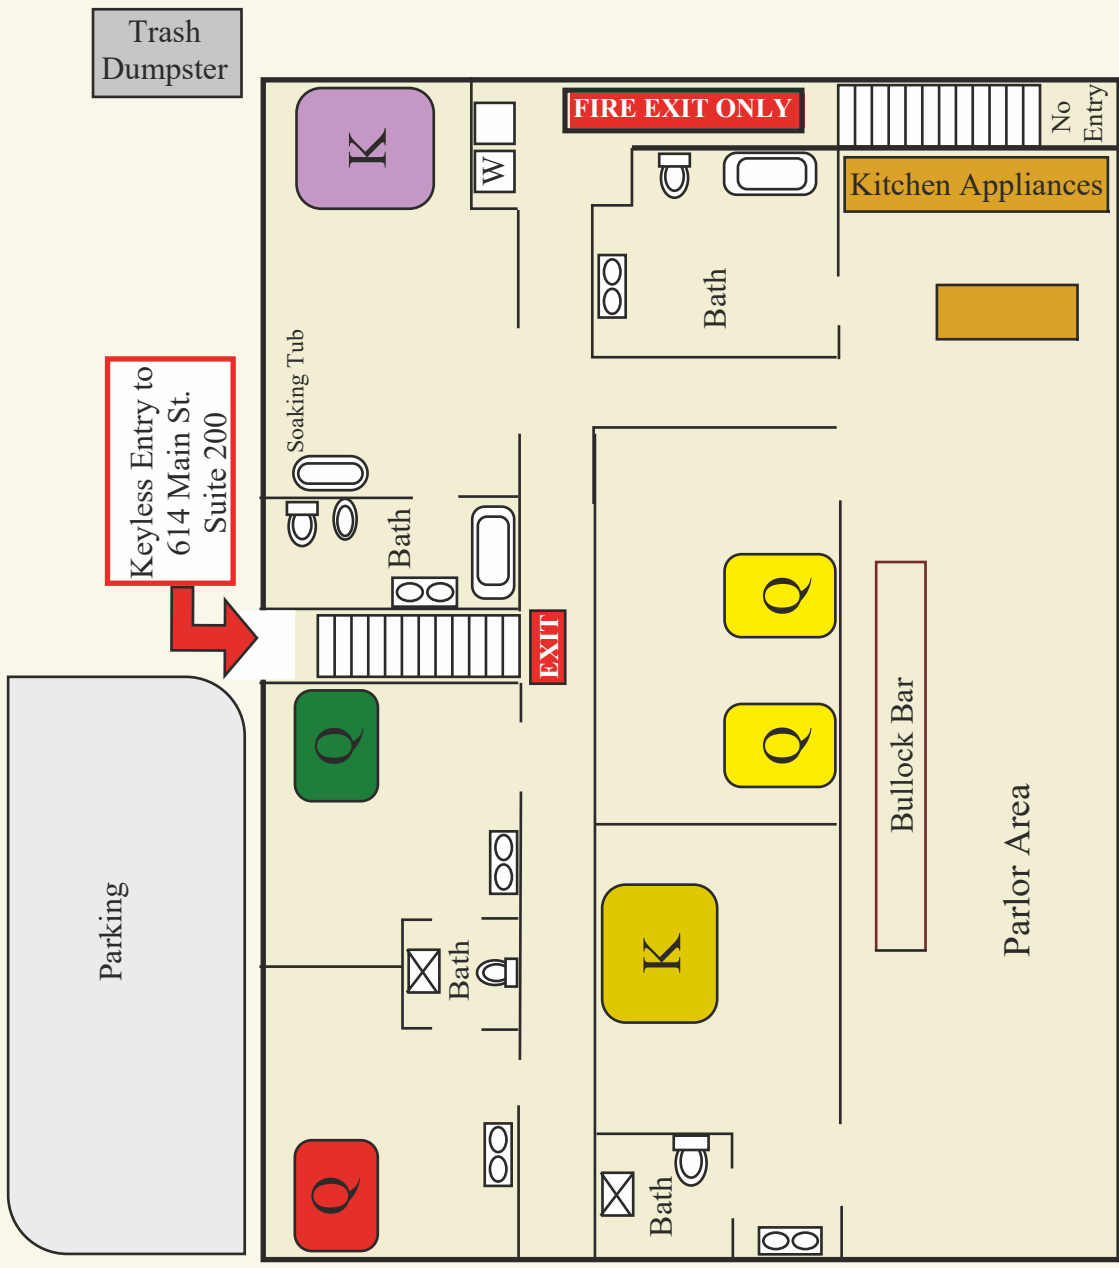 Trash
Dumpster
K
W
FIRE EXIT ONLY
No
Entry
Kitchen Appliances
Bath
Soaking Tub
Keyless Entry to
614 Main St.
Suite 200
Bath
EXIT
Q
Q
Q
Bullock Bar
Parlor Area
Parking
Bath
K
Q
Bath